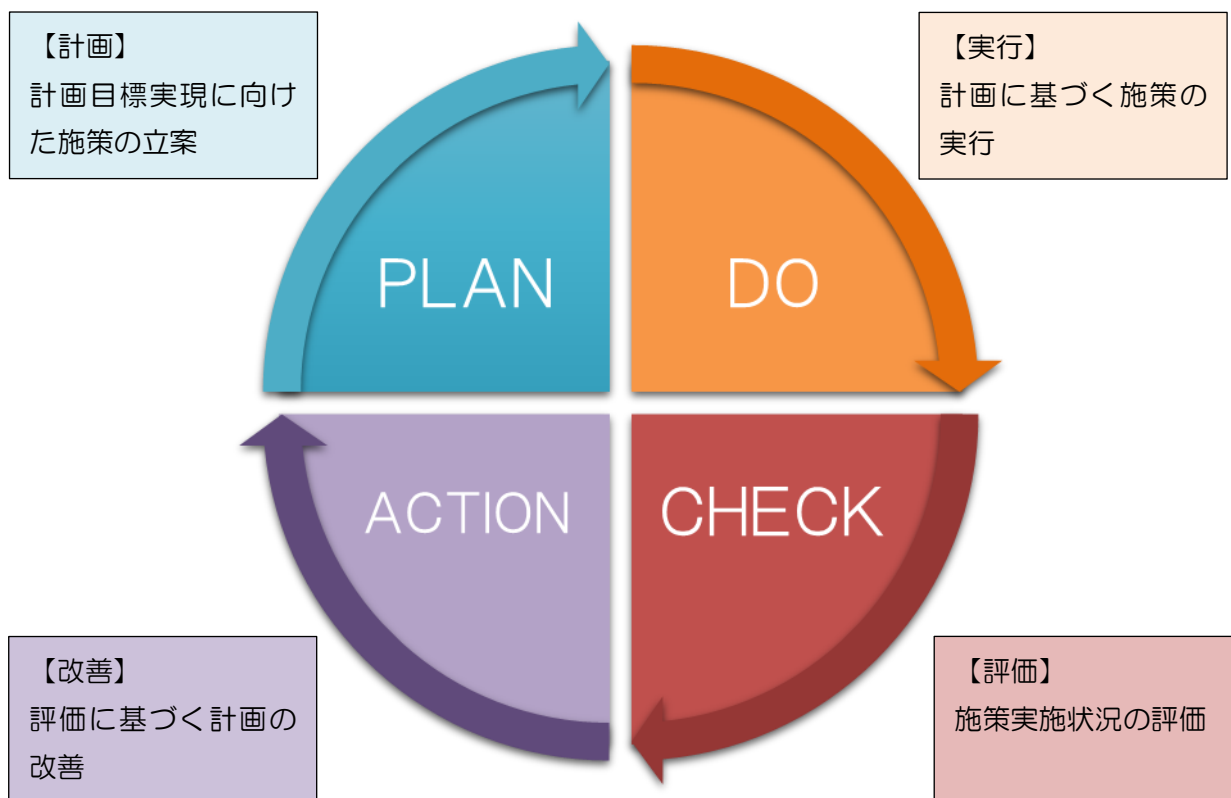 【計画】
計画目標実現に向け
た施策の立案
【実行】
計画に基づく施策の
実行
PLAN
DO
ACTION
CHECK
【改善】
評価に基づく計画の
改善
【評価】
施策実施状況の評価